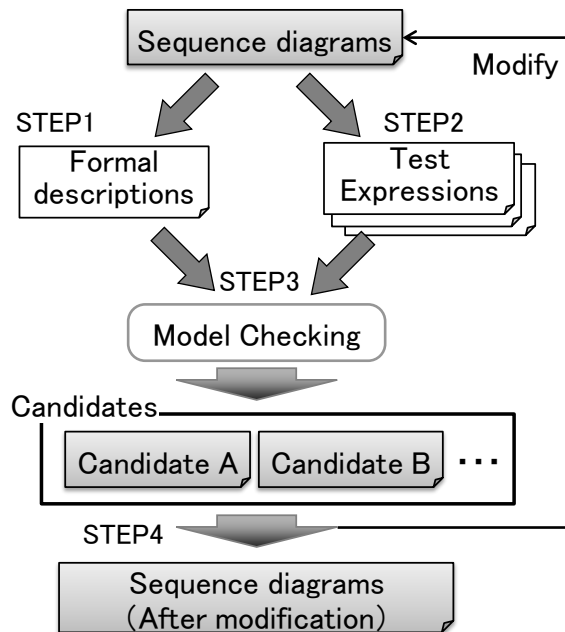 Sequence diagrams
Modify
STEP1
STEP2
Formal
descriptions
Test
Expressions
STEP3
Model Checking
Candidates
Candidate A
Candidate B
・・・
STEP4
Sequence diagrams
(After modification)